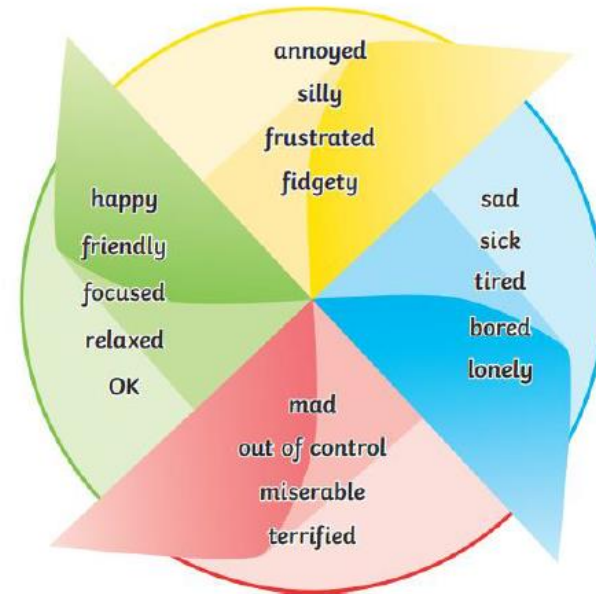 annoyed
silly
frustrated
fidgety
happy
friendly
focused
relaxed
OK
sad
sick
tired
bored
lonely
mad
out of control
miserable
terrified